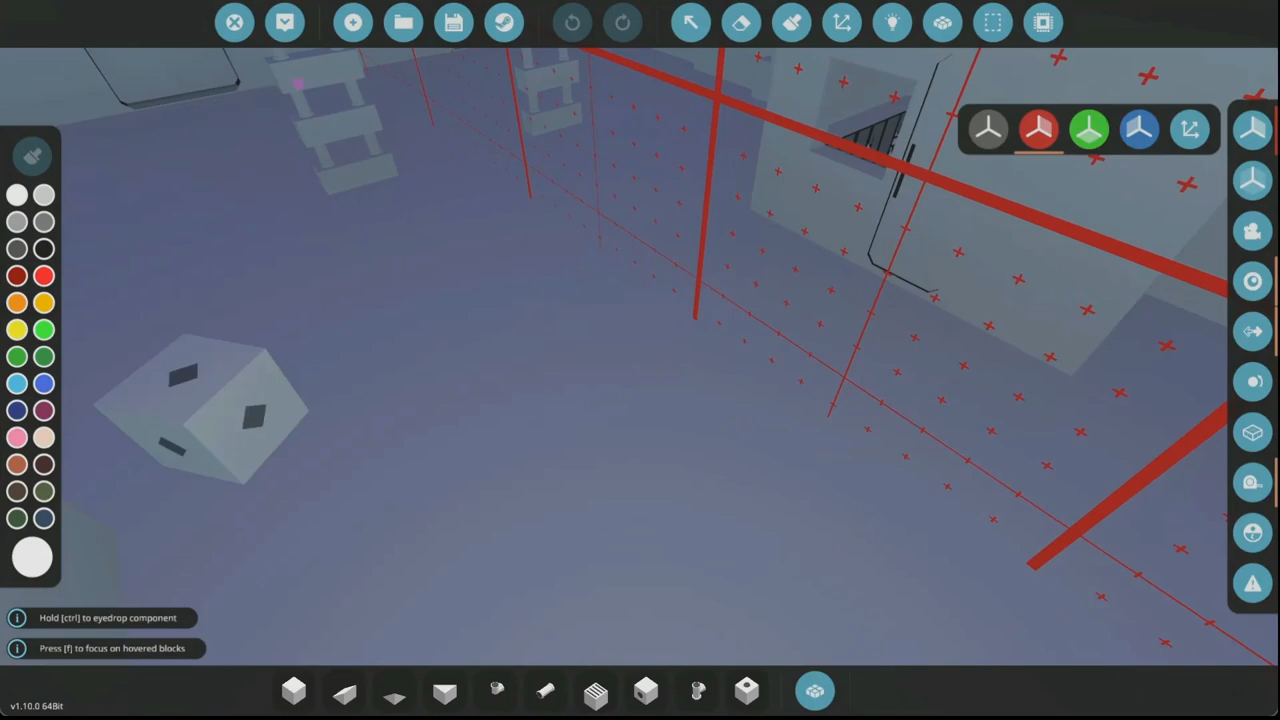 Hold [ctrl] to eyedrop component
Press [f] to focus on hovered blocks
v1.10.0 64Bit